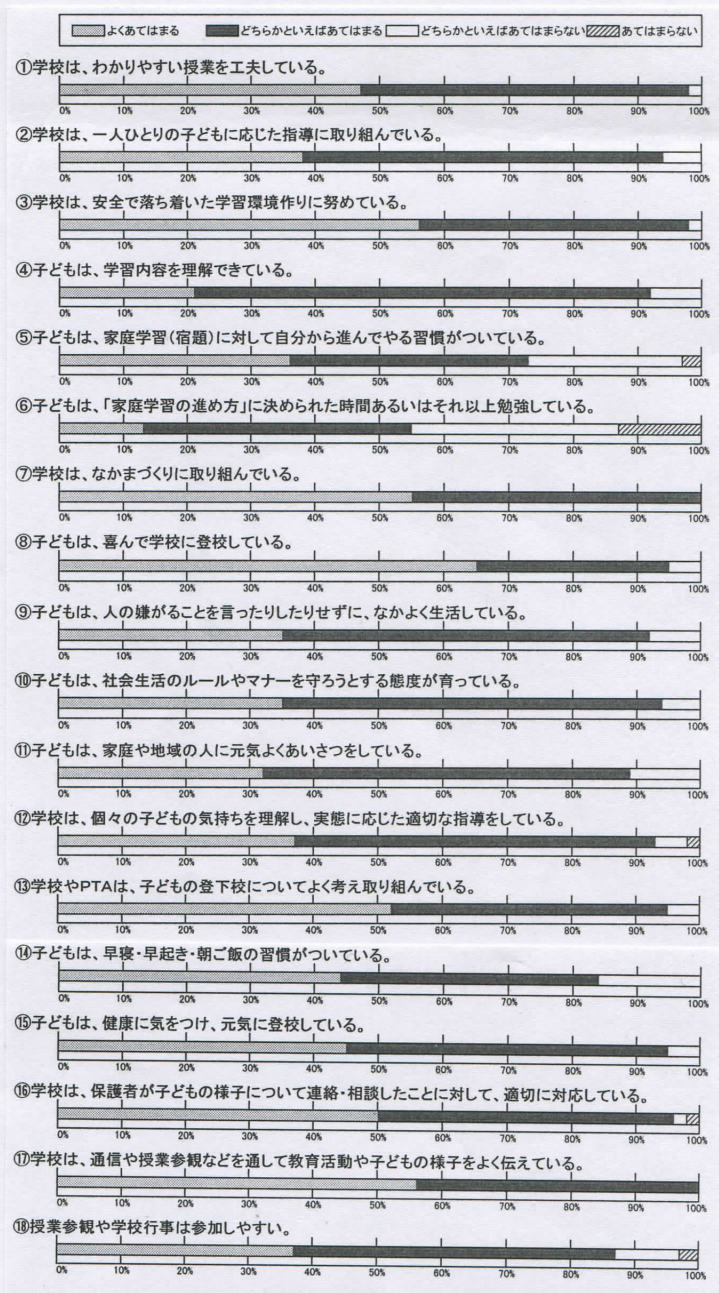 よくあてはまる どちらかといえばあてはまる どちらかといえばあてはまらない あてはまらない
①学校は、わかりやすい授業を工夫している。
0% 10% 20% 30% 40% 50% 60% 70% 80% 90% 100%
②学校は、一人ひとりの子どもに応じた指導に取り組んでいる。
0% 10% 20% 30% 40% 50% 60% 70% 80% 90% 100%
③学校は、安全で落ち着いた学習環境作りに努めている。
0% 10% 20% 30% 40% 50% 60% 70% 80% 90% 100%
④子どもは、学習内容を理解できている。
0% 10% 20% 30% 40% 50% 60% 70% 80% 90% 100%
⑤子どもは、家庭学習(宿題)に対して自分から進んでやる習慣がついている。
0% 10% 20% 30% 40% 50% 60% 70% 80% 90% 100%
⑥子どもは、「家庭学習の進め方」に決められた時間あるいはそれ以上勉強している。
0% 10% 20% 30% 40% 50% 60% 70% 80% 90% 100%
⑦学校は、なかまづくりに取り組んでいる。
0% 10% 20% 30% 40% 50% 60% 70% 80% 90% 100%
⑧子どもは、喜んで学校に登校している。
0% 10% 20% 30% 40% 50% 60% 70% 80% 90% 100%
⑨子どもは、人の嫌がることを言ったりしたりせずに、なかよく生活している。
0% 10% 20% 30% 40% 50% 60% 70% 80% 90% 100%
⑩子どもは、社会生活のルールやマナーを守ろうとする態度が育っている。
0% 10% 20% 30% 40% 50% 60% 70% 80% 90% 100%
⑪子どもは、家庭や地域の人に元気よくあいさつをしている。
0% 10% 20% 30% 40% 50% 60% 70% 80% 90% 100%
⑫学校は、個々の子どもの気持ちを理解し、実態に応じた適切な指導をしている。
0% 10% 20% 30% 40% 50% 60% 70% 80% 90% 100%
⑬学校やPTAは、子どもの登下校についてよく考え取り組んでいる。
0% 10% 20% 30% 40% 50% 60% 70% 80% 90% 100%
⑭子どもは、早寝・早起き・朝ご飯の習慣がついている。
0% 10% 20% 30% 40% 50% 60% 70% 80% 90% 100%
⑮子どもは、健康に気をつけ、元気に登校している。
0% 10% 20% 30% 40% 50% 60% 70% 80% 90% 100%
⑯学校は、保護者が子どもの様子について連絡・相談したことに対して、適切に対応している。
0% 10% 20% 30% 40% 50% 60% 70% 80% 90% 100%
⑰学校は、通信や授業参観などを通して教育活動や子どもの様子をよく伝えている。
0% 10% 20% 30% 40% 50% 60% 70% 80% 90% 100%
⑱授業参観や学校行事は参加しやすい。
0% 10% 20% 30% 40% 50% 60% 70% 80% 90% 100%